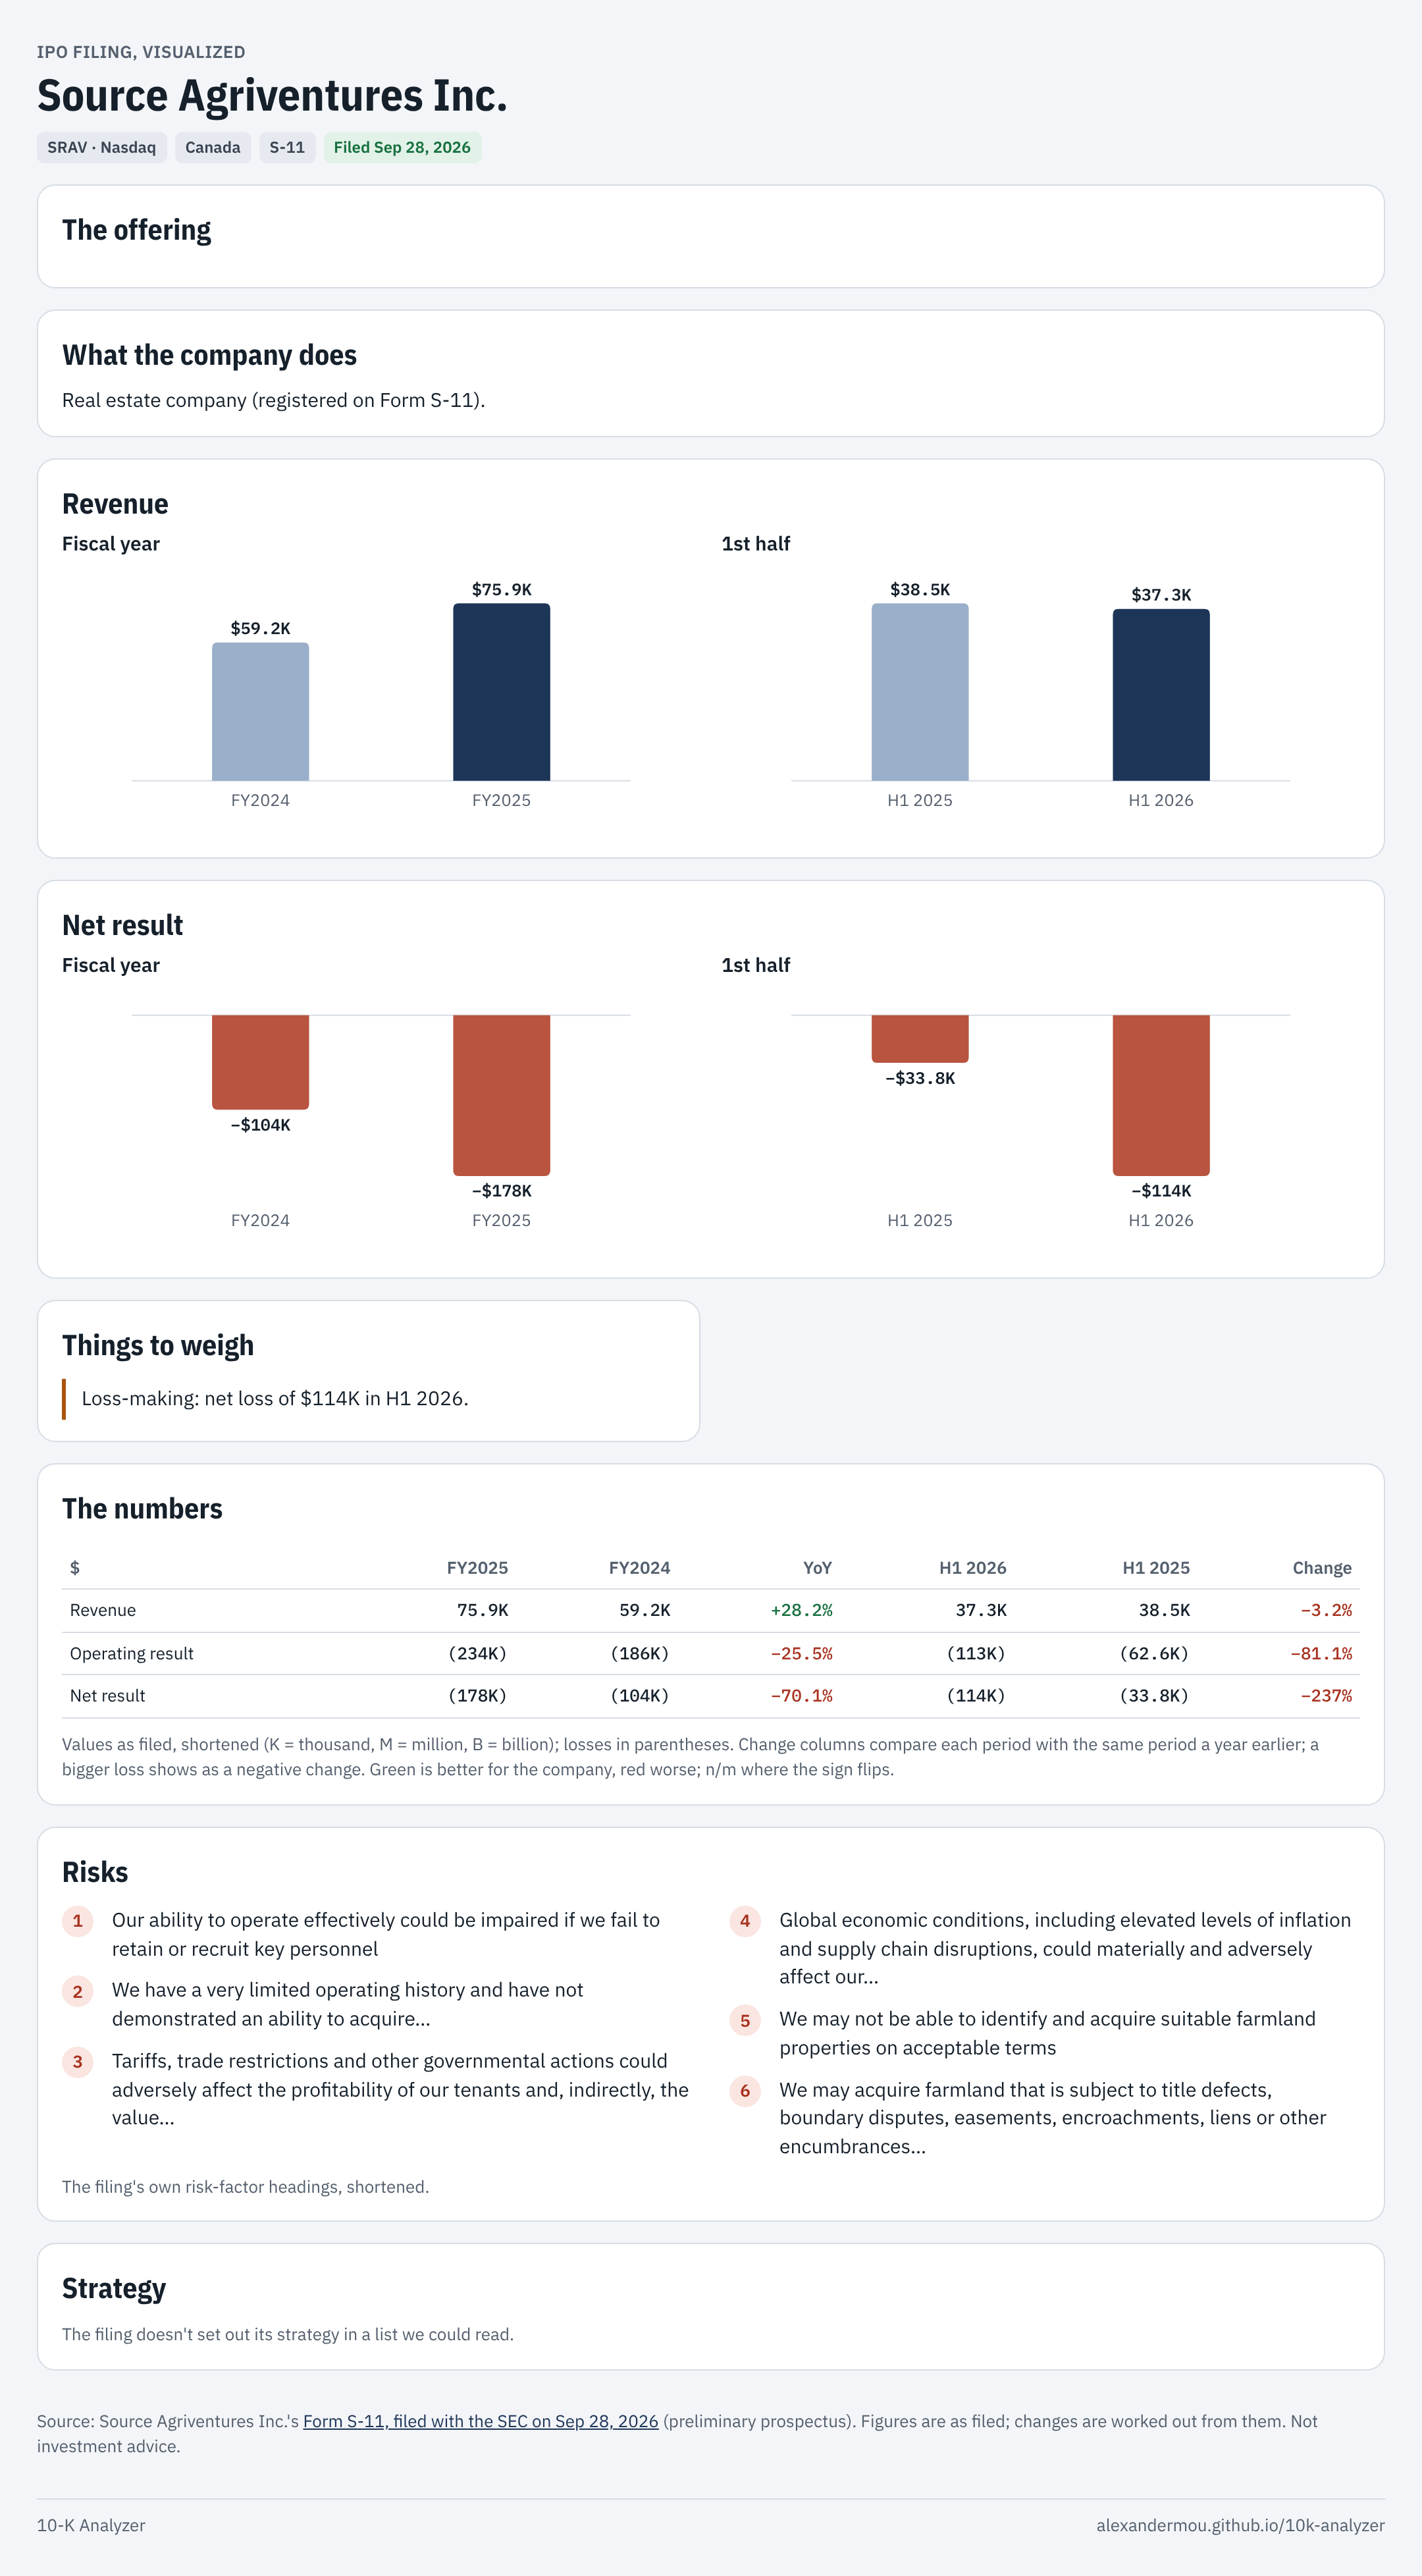 IPO FILING, VISUALIZED
Source Agriventures Inc.
SRAV · Nasdaq
Canada
S-11
Filed Sep 28, 2026
The offering
What the company does
Real estate company (registered on Form S-11).
Revenue
Fiscal year
$59.2K
$75.9K
FY2024
FY2025
1st half
$38.5K
$37.3K
H1 2025
H1 2026
Net result
Fiscal year
−$104K
−$178K
FY2024
FY2025
1st half
−$33.8K
−$114K
H1 2025
H1 2026
Things to weigh
Loss-making: net loss of $114K in H1 2026.
The numbers
$ FY2025 FY2024 YoY H1 2026 H1 2025 Change
Revenue 75.9K 59.2K +28.2% 37.3K 38.5K −3.2%
Operating result (234K) (186K) −25.5% (113K) (62.6K) −81.1%
Net result (178K) (104K) −70.1% (114K) (33.8K) −237%
Values as filed, shortened (K = thousand, M = million, B = billion); losses in parentheses. Change columns compare each period with the same period a year earlier; a
bigger loss shows as a negative change. Green is better for the company, red worse; n/m where the sign flips.
Risks
1 Our ability to operate effectively could be impaired if we fail to
retain or recruit key personnel
2 We have a very limited operating history and have not
demonstrated an ability to acquire…
3 Tariffs, trade restrictions and other governmental actions could
adversely affect the profitability of our tenants and, indirectly, the
value…
4 Global economic conditions, including elevated levels of inflation
and supply chain disruptions, could materially and adversely
affect our…
5 We may not be able to identify and acquire suitable farmland
properties on acceptable terms
6 We may acquire farmland that is subject to title defects,
boundary disputes, easements, encroachments, liens or other
encumbrances…
The filing's own risk-factor headings, shortened.
Strategy
The filing doesn't set out its strategy in a list we could read.
Source: Source Agriventures Inc.'s Form S-11, filed with the SEC on Sep 28, 2026 (preliminary prospectus). Figures are as filed; changes are worked out from them. Not
investment advice.
10-K Analyzer
alexandermou.github.io/10k-analyzer